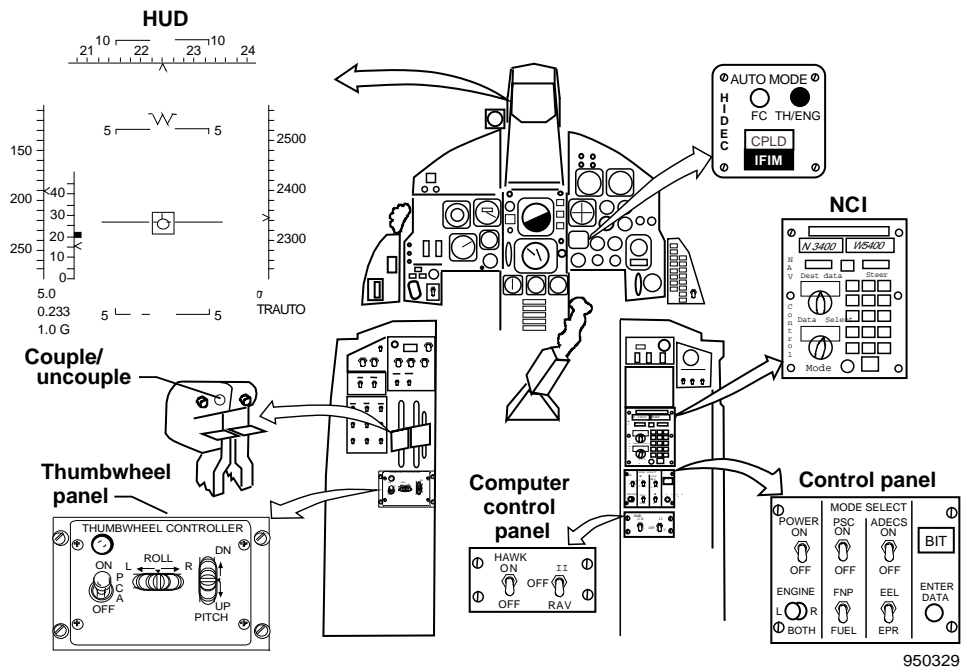 HUD
10 10
21 22 23 24
5 5
150
200
250
40
30
20
10
0
2500
2400
2300
5.0
0.233
1.0 G
5 5
α
TRAUTO
AUTO MODE
HIDEC
FC TH/ENG
CPLD
IFIM
NCI
N 3400 W5400
NAV Control
Dest data Steer
Data Select
Mode
Couple/
uncouple
Thumbwheel
panel
THUMBWHEEL CONTROLLER
ON
PCA
OFF
L ROLL R
DN
UP
PITCH
Computer
control
panel
HAWK
ON
OFF
II
OFF
RAV
Control panel
MODE SELECT
POWER
ON
OFF
PSC
ON
OFF
ADECS
ON
OFF
BIT
ENGINE
L R
BOTH
FNP
FUEL
EEL
EPR
ENTER
DATA
950329